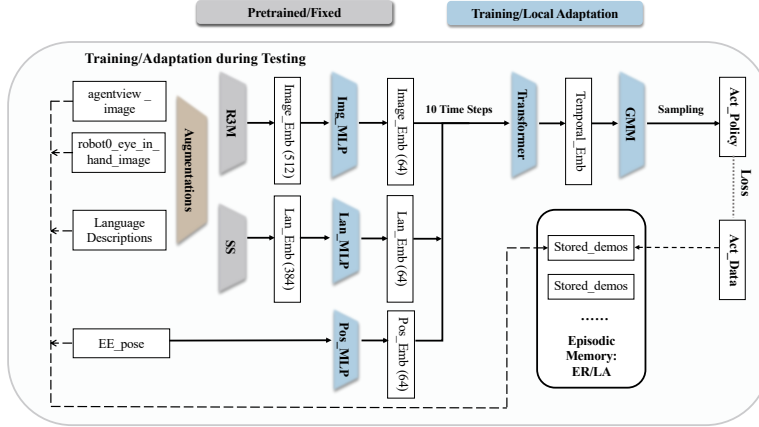 Pretrained/Fixed
Training/Local Adaptation
Training/Adaptation during Testing
agentview_
image
robot0_eye_in_
hand_image
Language
Descriptions
EE_pose
Augmentations
R3M
Image_Emb (512)
Img_MLP
Image_Emb (64)
SS
Lan_Emb (384)
Lan_MLP
Lan_Emb (64)
Pos_MLP
Pos_Emb (64)
10 Time Steps
Transformer
Temporal_Emb
GMM
Sampling
Act_Policy
Loss
Act_Data
Stored_demos
Stored_demos
......
Episodic
Memory:
ER/LA